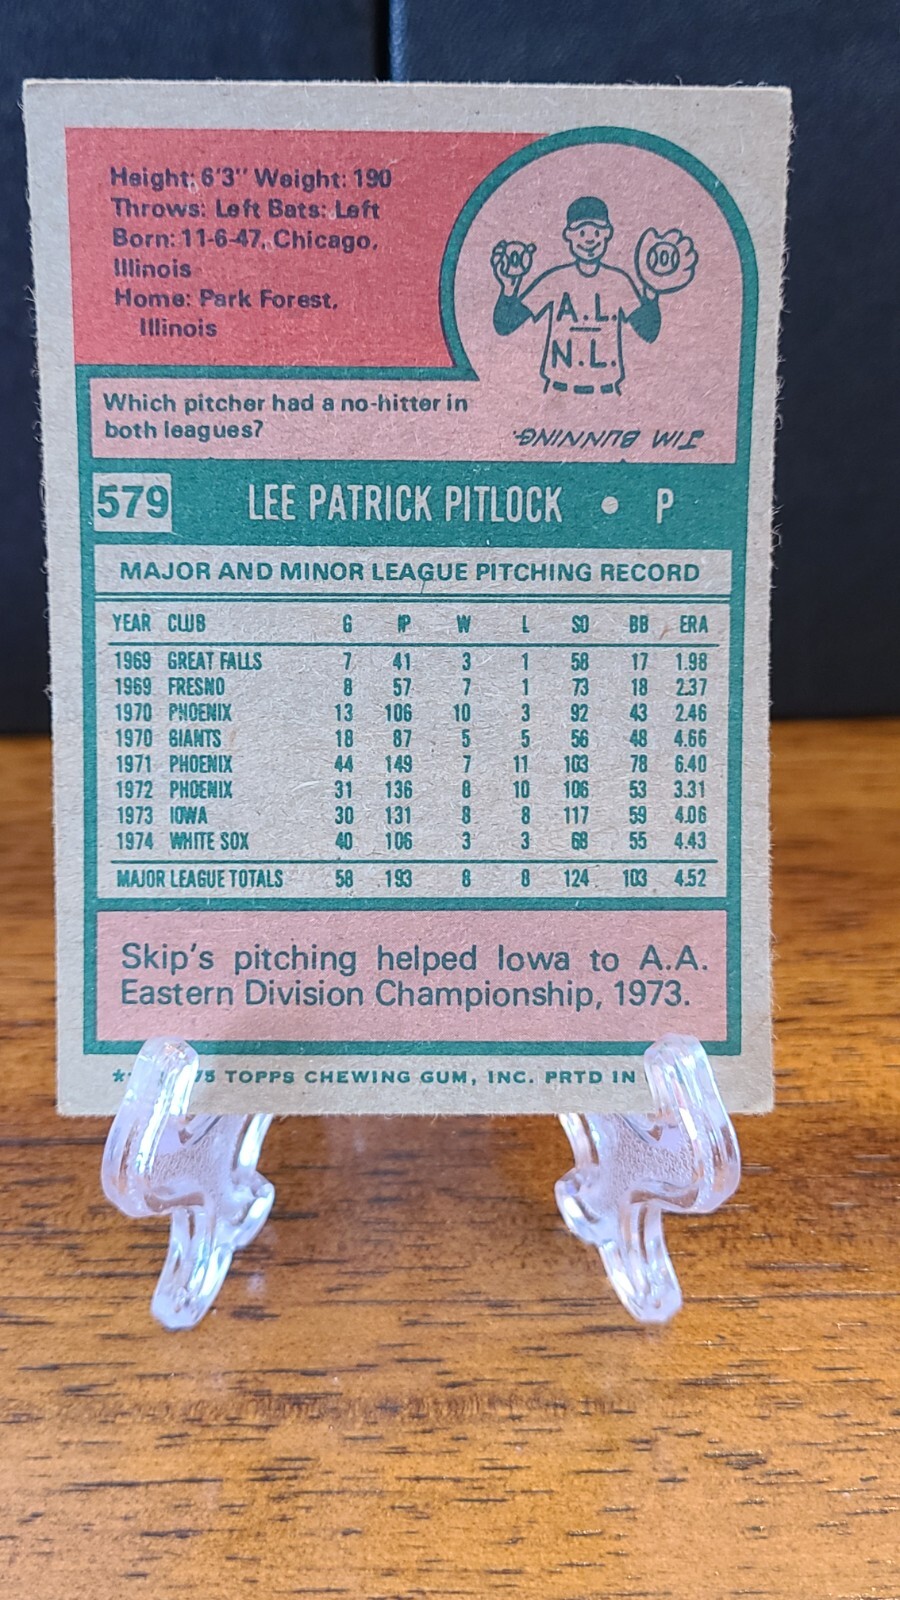 Height: 6'3" Weight: 190
Throws: Left Bats: Left
Born: 11-6-47, Chicago,
Illinois
Home: Park Forest,
Illinois
A.L.
N.L.
Which pitcher had a no-hitter in
both leagues?
JIM BUNNING.
579 LEE PATRICK PITLOCK • P
MAJOR AND MINOR LEAGUE PITCHING RECORD
YEAR CLUB G IP W L SO BB ERA
1969 GREAT FALLS 7 41 3 1 58 17 1.98
1969 FRESNO 8 57 7 1 73 18 2.37
1970 PHOENIX 13 106 10 3 92 43 2.46
1970 GIANTS 18 87 5 5 56 48 4.66
1971 PHOENIX 44 149 7 11 103 78 6.40
1972 PHOENIX 31 136 8 10 106 53 3.31
1973 IOWA 30 131 8 8 117 59 4.06
1974 WHITE SOX 40 106 3 3 68 55 4.43
MAJOR LEAGUE TOTALS 58 193 8 8 124 103 4.52
Skip's pitching helped Iowa to A.A.
Eastern Division Championship, 1973.
TOPPS CHEWING GUM, INC. PRTD IN